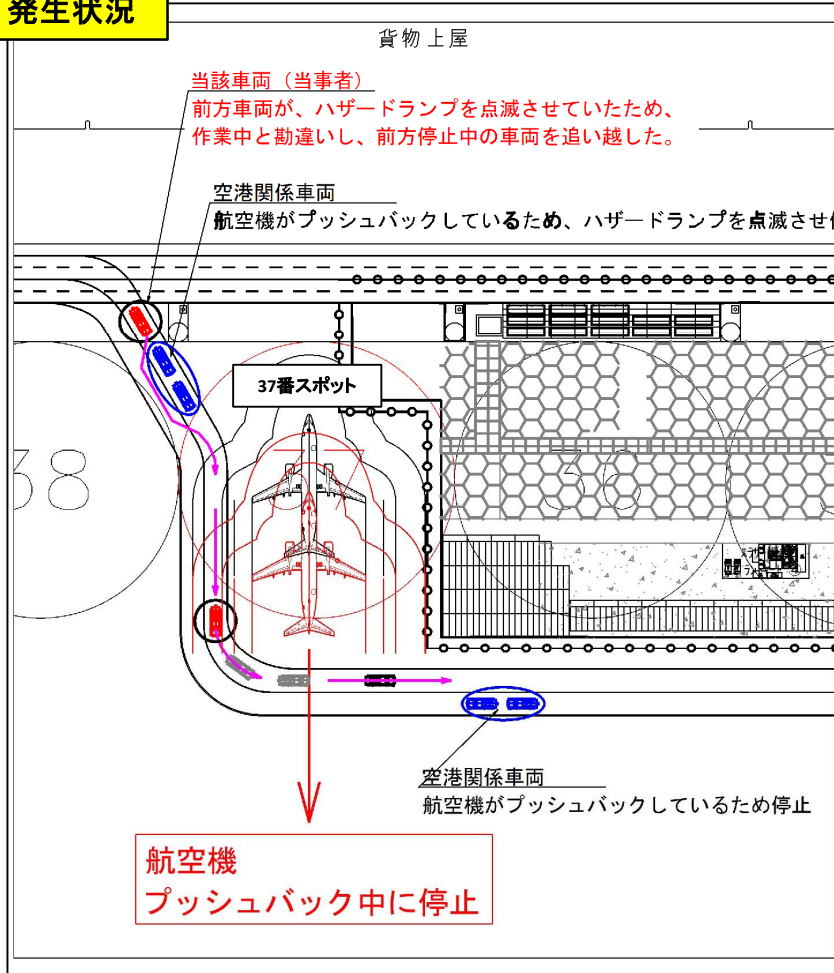 発生状況
貨物上屋
当該車両（当事者）
前方車両が、ハザードランプを点滅させていたため、
作業中と勘違いし、前方停止中の車両を追い越した。
空港関係車両
航空機がプッシュバックしているため、ハザードランプを点滅させ
37番スポット
38
36
空港関係車両
航空機がプッシュバックしているため停止
航空機
プッシュバック中に停止